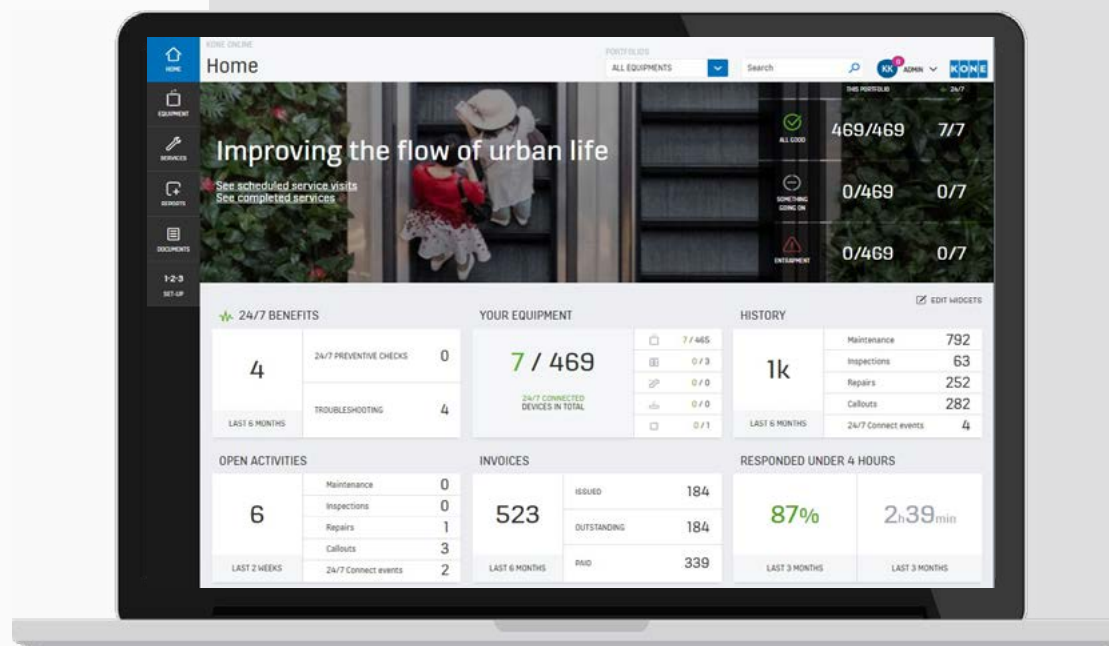 KONE ONLINE
Home
PORTFOLIOS
ALL EQUIPMENTS
Search
KK
0
ADMIN
KONE
HOME
EQUIPMENT
SERVICES
REPORTS
DOCUMENTS
1-2-3
SET-UP
Improving the flow of urban life
See scheduled service visits
See completed services
THIS PORTFOLIO 24/7
ALL GOOD 469/469 7/7
SOMETHING GOING ON 0/469 0/7
ENTRAPMENT 0/469 0/7
EDIT WIDGETS
24/7 BENEFITS
4
LAST 6 MONTHS
24/7 PREVENTIVE CHECKS 0
TROUBLESHOOTING 4
YOUR EQUIPMENT
7 / 469
24/7 CONNECTED
DEVICES IN TOTAL
7 / 465
0 / 3
0 / 0
0 / 0
0 / 1
HISTORY
1k
LAST 6 MONTHS
Maintenance 792
Inspections 63
Repairs 252
Callouts 282
24/7 Connect events 4
OPEN ACTIVITIES
6
LAST 2 WEEKS
Maintenance 0
Inspections 0
Repairs 1
Callouts 3
24/7 Connect events 2
INVOICES
523
LAST 6 MONTHS
ISSUED 184
OUTSTANDING 184
PAID 339
RESPONDED UNDER 4 HOURS
87%
LAST 3 MONTHS
2h39min
LAST 3 MONTHS